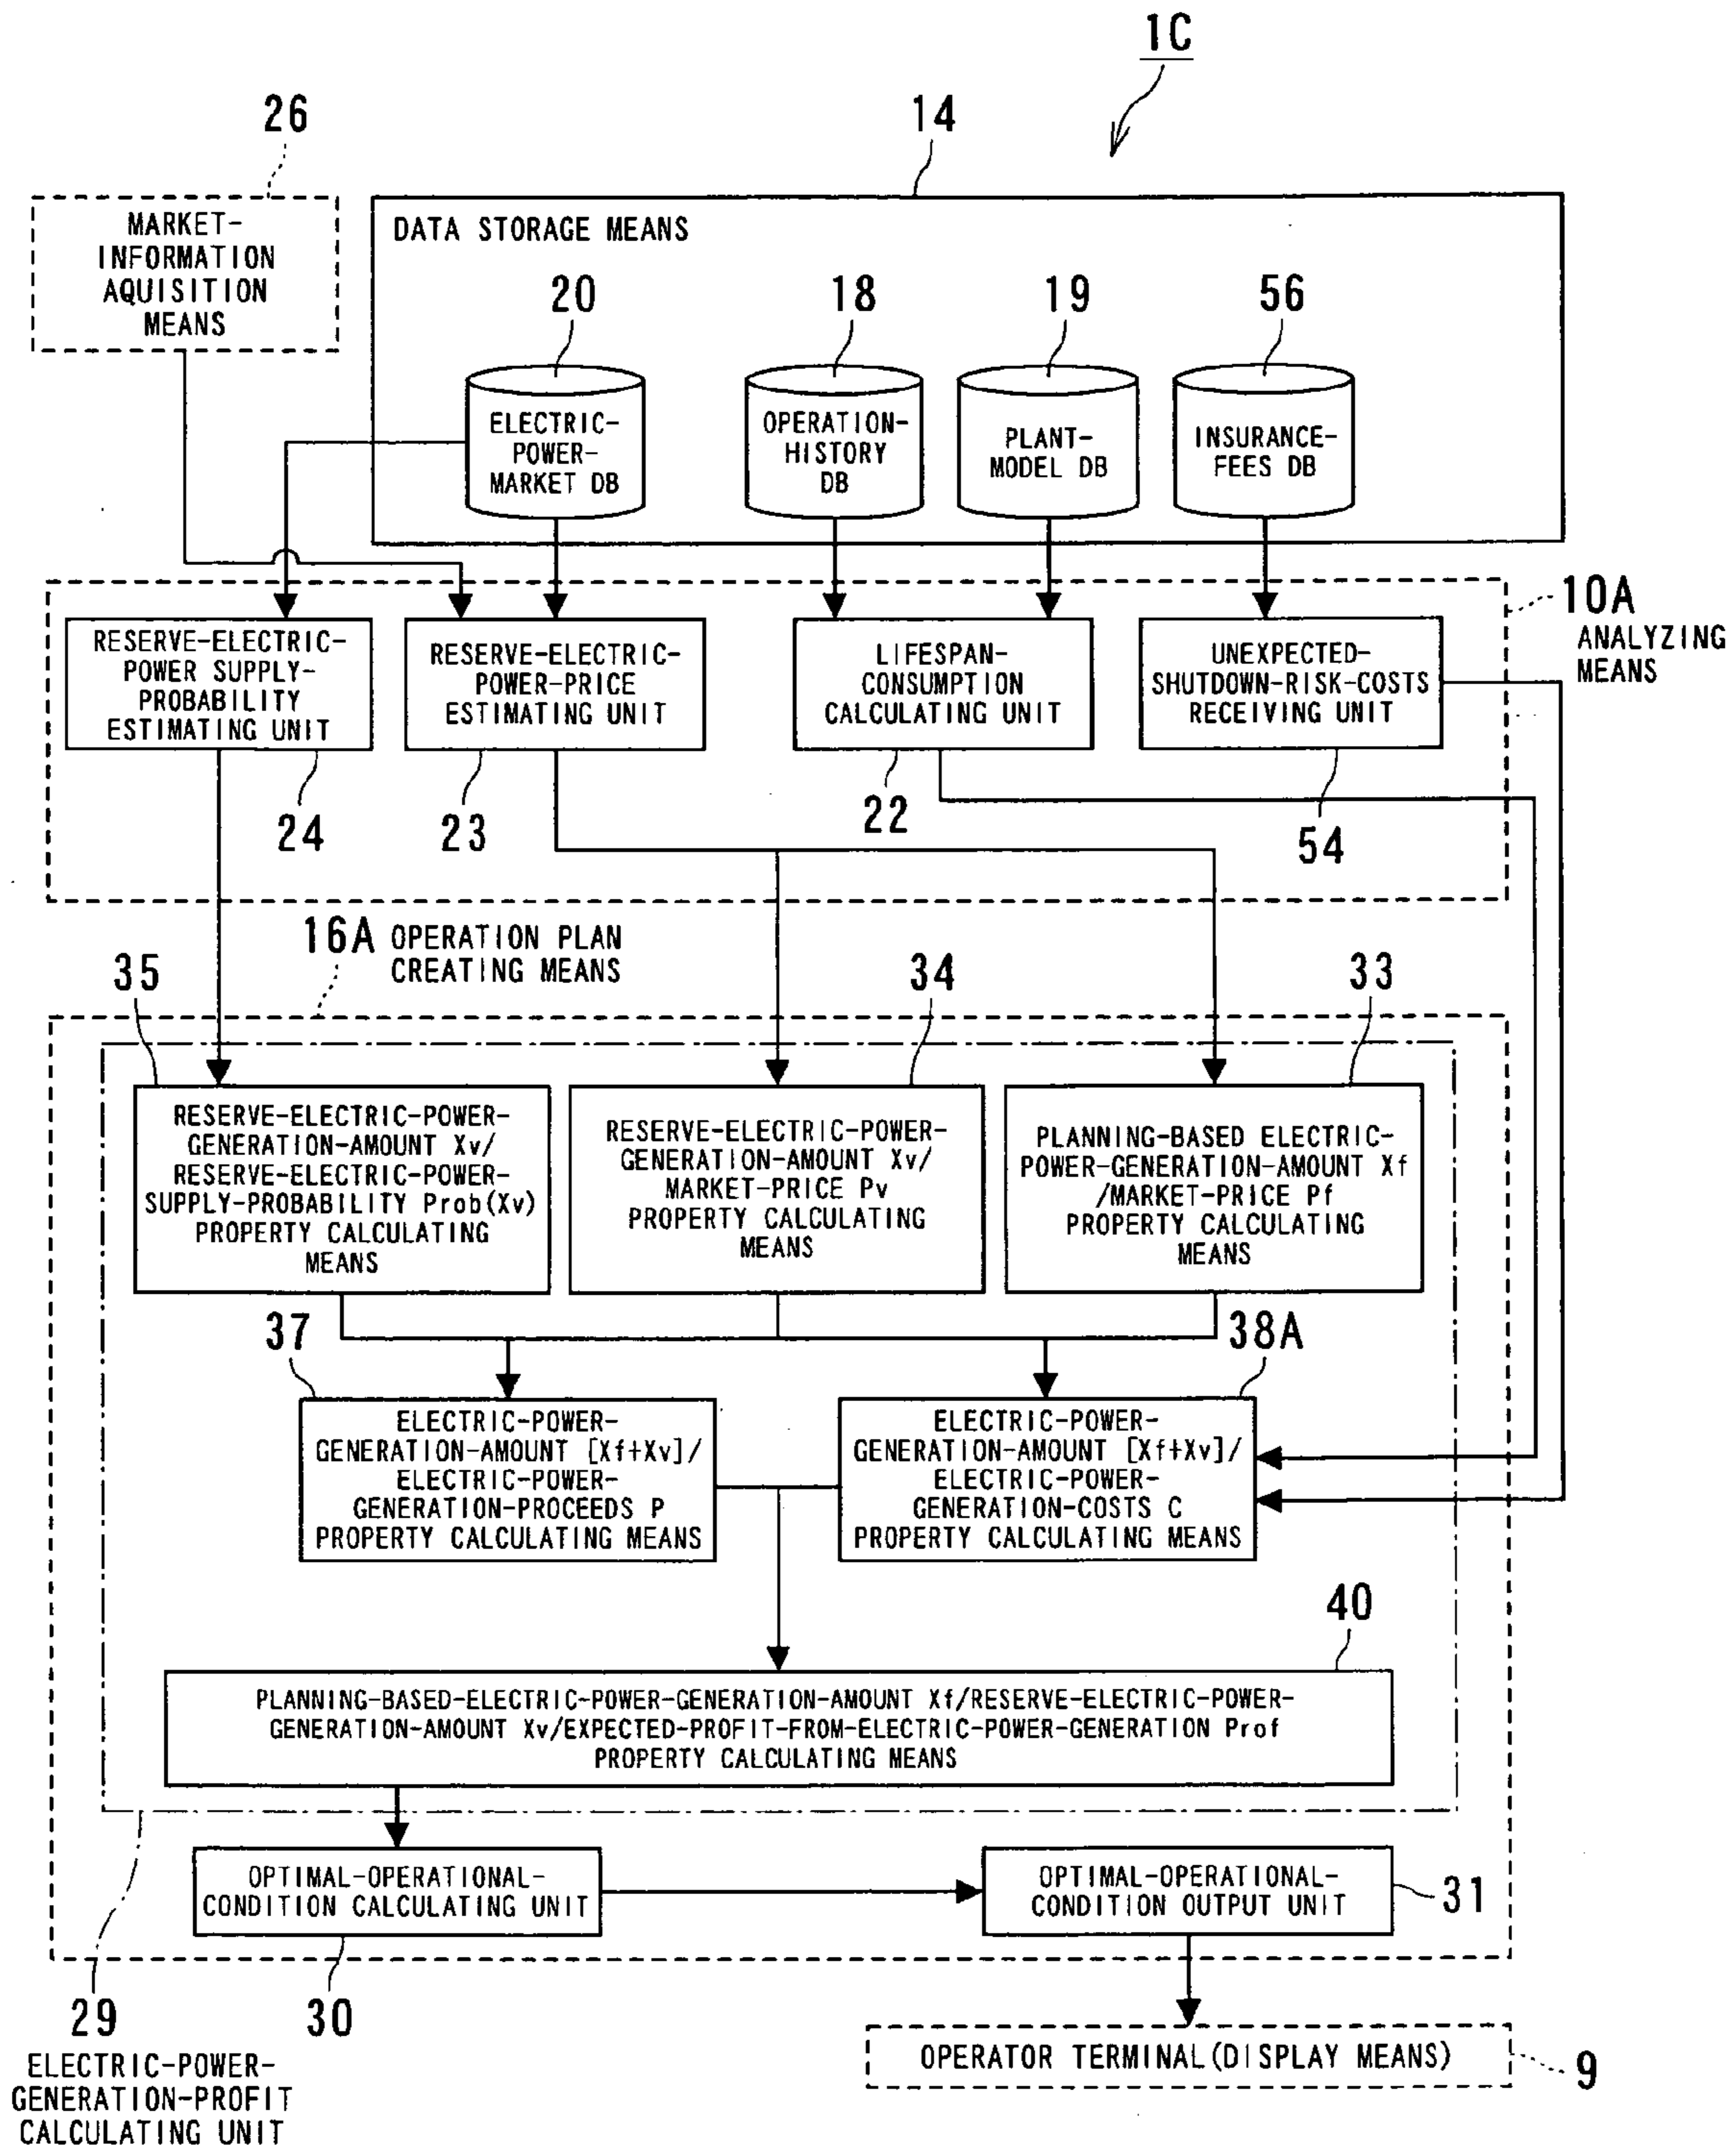 1C
26
14
MARKET-
INFORMATION
AQUISITION
MEANS
DATA STORAGE MEANS
20
18
19
56
ELECTRIC-
POWER-
MARKET DB
OPERATION-
HISTORY
DB
PLANT-
MODEL DB
INSURANCE-
FEES DB
10A
ANALYZING
MEANS
RESERVE-ELECTRIC-
POWER SUPPLY-
PROBABILITY
ESTIMATING UNIT
RESERVE-ELECTRIC-
POWER-PRICE
ESTIMATING UNIT
LIFESPAN-
CONSUMPTION
CALCULATING UNIT
UNEXPECTED-
SHUTDOWN-RISK-COSTS
RECEIVING UNIT
24
23
22
54
16A OPERATION PLAN
CREATING MEANS
35
34
33
RESERVE-ELECTRIC-POWER-
GENERATION-AMOUNT Xv/
RESERVE-ELECTRIC-POWER-
SUPPLY-PROBABILITY Prob(Xv)
PROPERTY CALCULATING
MEANS
RESERVE-ELECTRIC-POWER-
GENERATION-AMOUNT Xv/
MARKET-PRICE Pv
PROPERTY CALCULATING
MEANS
PLANNING-BASED ELECTRIC-
POWER-GENERATION-AMOUNT Xf
/MARKET-PRICE Pf
PROPERTY CALCULATING
MEANS
37
38A
ELECTRIC-POWER-
GENERATION-AMOUNT [Xf+Xv]/
ELECTRIC-POWER-
GENERATION-PROCEEDS P
PROPERTY CALCULATING MEANS
ELECTRIC-POWER-
GENERATION-AMOUNT [Xf+Xv]/
ELECTRIC-POWER-
GENERATION-COSTS C
PROPERTY CALCULATING MEANS
40
PLANNING-BASED-ELECTRIC-POWER-GENERATION-AMOUNT Xf/RESERVE-ELECTRIC-POWER-
GENERATION-AMOUNT Xv/EXPECTED-PROFIT-FROM-ELECTRIC-POWER-GENERATION Prof
PROPERTY CALCULATING MEANS
OPTIMAL-OPERATIONAL-
CONDITION CALCULATING UNIT
OPTIMAL-OPERATIONAL-
CONDITION OUTPUT UNIT
31
29
30
ELECTRIC-POWER-
GENERATION-PROFIT
CALCULATING UNIT
OPERATOR TERMINAL(DISPLAY MEANS)
9